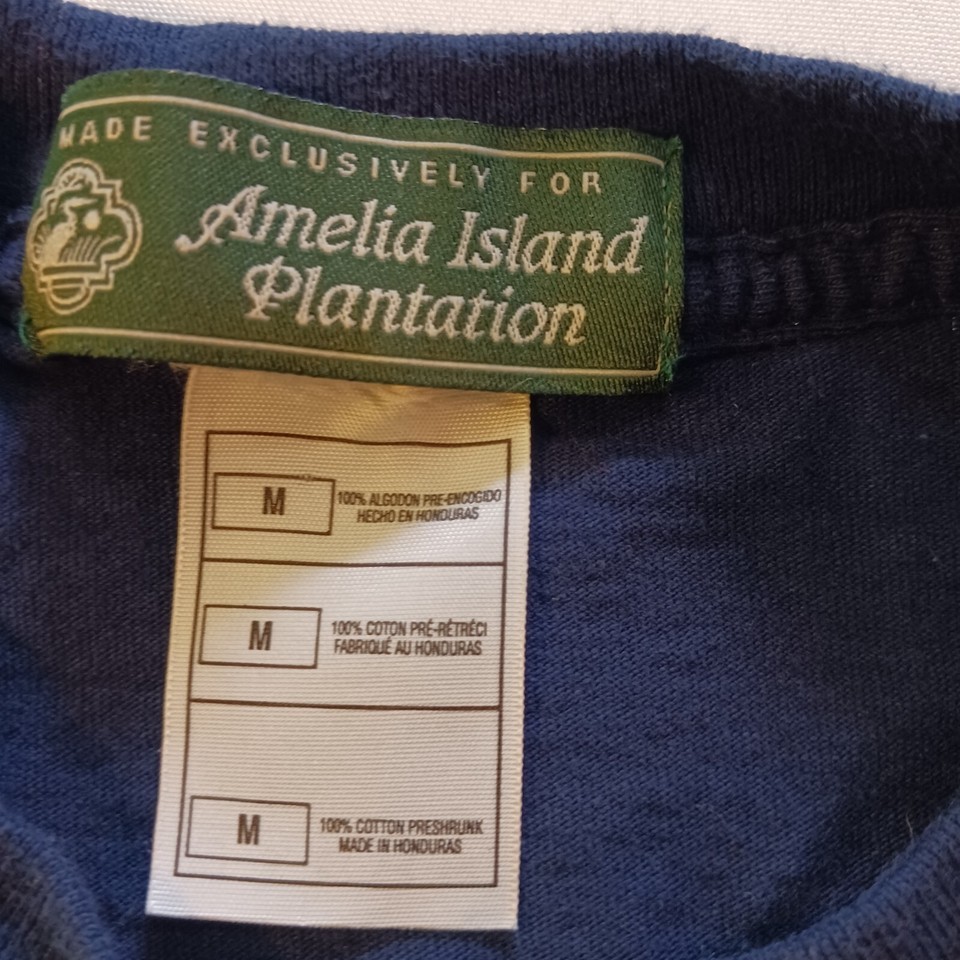 MADE EXCLUSIVELY FOR
Amelia Island
Plantation
M
100% ALGODON PRE-ENCOGIDO
HECHO EN HONDURAS
M
100% COTON PRÉ-RÉTRÉCI
FABRIQUÉ AU HONDURAS
M
100% COTTON PRESHRUNK
MADE IN HONDURAS